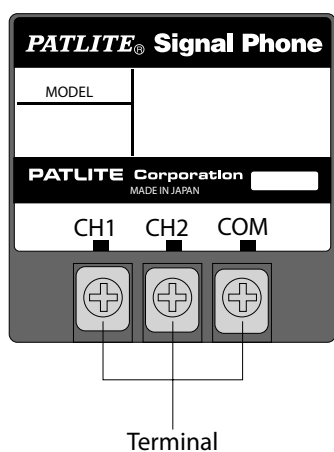 PATLITE® Signal Phone
MODEL
PATLITE Corporation
MADE IN JAPAN
CH1 CH2 COM
Terminal